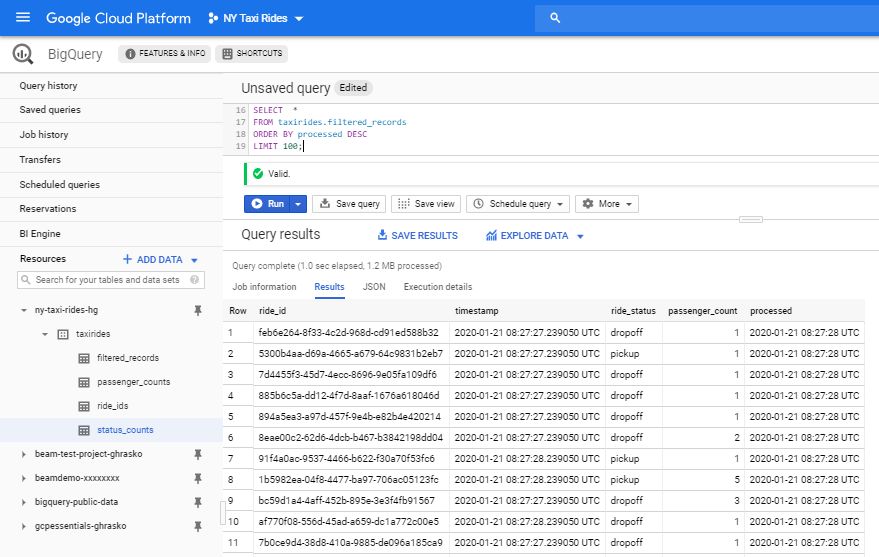 Google Cloud Platform NY Taxi Rides
BigQuery FEATURES & INFO SHORTCUTS
Query history
Saved queries
Job history
Transfers
Scheduled queries
Reservations
BI Engine
Resources + ADD DATA
Search for your tables and data sets
ny-taxi-rides-hg
taxirides
filtered_records
passenger_counts
ride_ids
status_counts
beam-test-project-ghrasko
beamdemo-xxxxxxxx
bigquery-public-data
gcpessentials-ghrasko
Unsaved query Edited
16 SELECT *
17 FROM taxirides.filtered_records
18 ORDER BY processed DESC
19 LIMIT 100;
Valid.
Run Save query Save view Schedule query More
Query results SAVE RESULTS EXPLORE DATA
Query complete (1.0 sec elapsed, 1.2 MB processed)
Job information Results JSON Execution details
Row ride_id timestamp ride_status passenger_count processed
1 feb6e264-8f33-4c2d-968d-cd91ed588b32 2020-01-21 08:27:27.239050 UTC dropoff 1 2020-01-21 08:27:28 UTC
2 5300b4aa-d69a-4665-a679-64c9831b2eb7 2020-01-21 08:27:27.239050 UTC pickup 1 2020-01-21 08:27:28 UTC
3 7d4455f3-45d7-4ecc-8696-9e05fa109df6 2020-01-21 08:27:27.239050 UTC dropoff 1 2020-01-21 08:27:28 UTC
4 885b6c5a-dd12-4f7d-8aaf-1676a618046d 2020-01-21 08:27:27.239050 UTC dropoff 1 2020-01-21 08:27:28 UTC
5 894a5ea3-a97d-457f-9e4b-e82b4e420214 2020-01-21 08:27:27.239050 UTC dropoff 1 2020-01-21 08:27:28 UTC
6 8eae00c2-62d6-4dcb-b467-b3842198dd04 2020-01-21 08:27:27.239050 UTC dropoff 2 2020-01-21 08:27:28 UTC
7 91f4a0ac-9537-4466-b622-f30a70f53fc6 2020-01-21 08:27:28.239050 UTC pickup 1 2020-01-21 08:27:28 UTC
8 1b5982ea-04f8-4477-ba97-706ac05123fc 2020-01-21 08:27:28.239050 UTC pickup 5 2020-01-21 08:27:28 UTC
9 bc59d1a4-4aff-452b-895e-3e3f4fb91567 2020-01-21 08:27:27.239050 UTC dropoff 3 2020-01-21 08:27:28 UTC
10 af770f08-556d-45ad-a659-dc1a772c00e5 2020-01-21 08:27:28.239050 UTC dropoff 1 2020-01-21 08:27:28 UTC
11 7b0ce9d4-38d8-410a-9885-de096a185ca9 2020-01-21 08:27:28.239050 UTC dropoff 1 2020-01-21 08:27:28 UTC